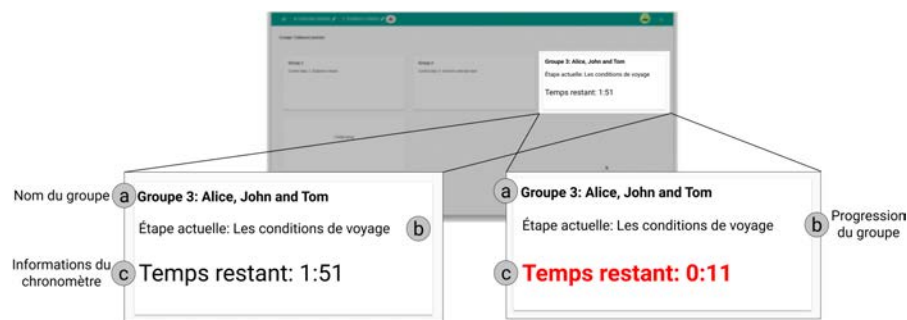 Groupe 3: Alice, John and Tom
Étape actuelle: Les conditions de voyage
Temps restant: 1:51
Nom du groupe
a
Groupe 3: Alice, John and Tom
Étape actuelle: Les conditions de voyage
b
Informations du
chronomètre
c
Temps restant: 1:51
a
Groupe 3: Alice, John and Tom
Étape actuelle: Les conditions de voyage
b
Progression
du groupe
c
Temps restant: 0:11